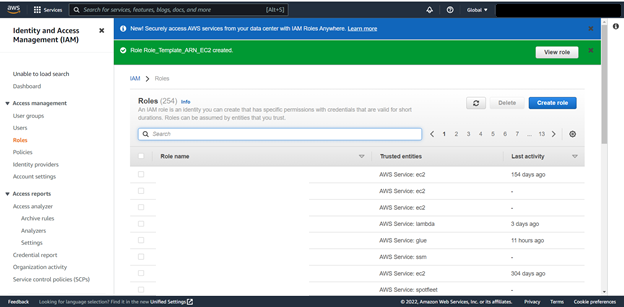 aws
Services
Search for services, features, blogs, docs, and more
[Alt+S]
Global
Identity and Access
Management (IAM)
Unable to load search
Dashboard
Access management
User groups
Users
Roles
Policies
Identity providers
Account settings
Access reports
Access analyzer
Archive rules
Analyzers
Settings
Credential report
Organization activity
Service control policies (SCPs)
New! Securely access AWS services from your data center with IAM Roles Anywhere. Learn more
Role Role_Template_ARN_EC2 created.
View role
IAM > Roles
Roles (254) Info
An IAM role is an identity you can create that has specific permissions with credentials that are valid for short
durations. Roles can be assumed by entities that you trust.
Delete
Create role
Search
1 2 3 4 5 6 7 ... 13
Role name Trusted entities Last activity
AWS Service: ec2 154 days ago
AWS Service: ec2 -
AWS Service: ec2 -
AWS Service: lambda 3 days ago
AWS Service: glue 11 hours ago
AWS Service: ssm -
AWS Service: ec2 304 days ago
AWS Service: spotfleet -
Feedback Looking for language selection? Find it in the new Unified Settings
© 2022, Amazon Web Services, Inc. or its affiliates. Privacy Terms Cookie preferences